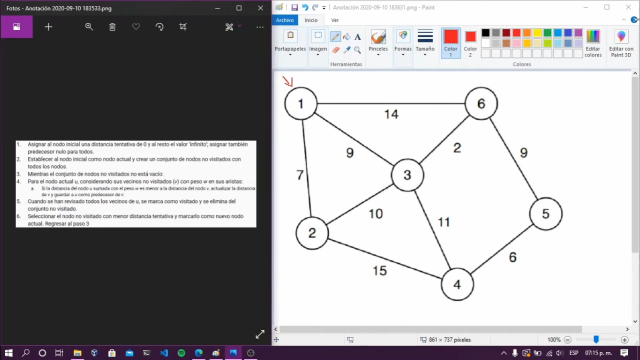 Fotos - Anotación 2020-09-10 183533.png
1. Asignar al nodo inicial una distancia tentativa de 0 y al resto el valor 'infinito', asignar también
predecesor nulo para todos.
2. Establecer al nodo inicial como nodo actual y crear un conjunto de nodos no visitados con
todos los nodos.
3. Mientras el conjunto de nodos no visitados no está vacío:
4. Para el nodo actual u, considerando sus vecinos no visitados (v) con peso w en sus aristas:
a. Si la distancia del nodo u sumada con el peso w es menor a la distancia del nodo v, actualizar la distancia
de v y guardar a u como predecesor de v.
5. Cuando se han revisado todos los vecinos de u, se marca como visitado y se elimina del
conjunto no visitado.
6. Seleccionar el nodo no visitado con menor distancia tentativa y marcarlo como nuevo nodo
actual. Regresar al paso 3
Anotación 2020-09-10 183631.png - Paint
Archivo Inicio Ver
Portapapeles Imagen Pinceles Formas Tamaño Color 1 Color 2 Editar colores Editar con Paint 3D
Herramientas Colores
1 6
14
9 2 9
3
7
5
10
2 11
6
15
4
861 × 737 píxeles 100%
ESP 07:15 p. m.